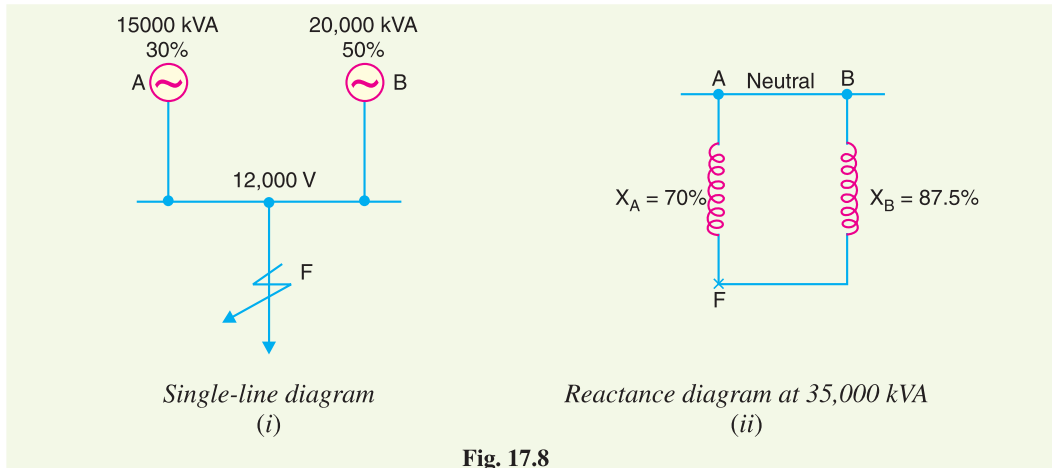 15000 kVA
30%
20,000 kVA
50%
A
B
12,000 V
F
Single-line diagram
(i)
A Neutral B
X_A = 70%
X_B = 87.5%
F
Reactance diagram at 35,000 kVA
(ii)
Fig. 17.8